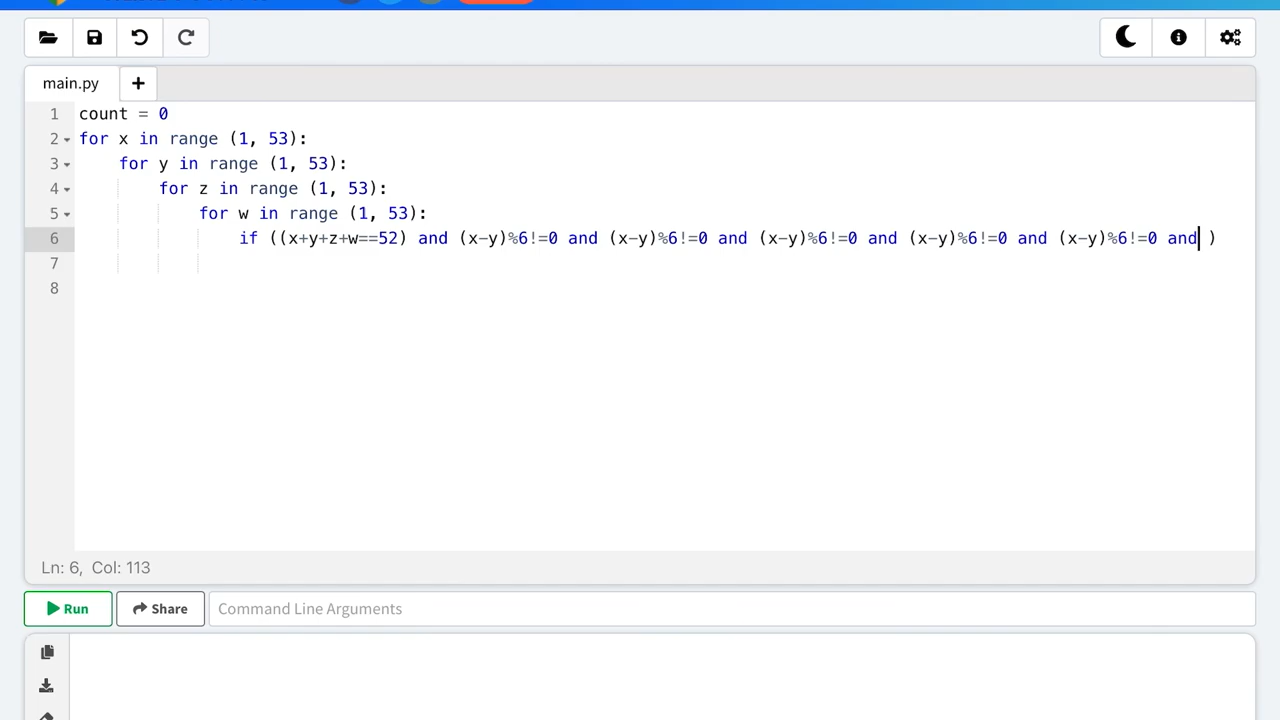 main.py
1 count = 0
2 for x in range (1, 53):
3 for y in range (1, 53):
4 for z in range (1, 53):
5 for w in range (1, 53):
6 if ((x+y+z+w==52) and (x-y)%6!=0 and (x-y)%6!=0 and (x-y)%6!=0 and (x-y)%6!=0 and (x-y)%6!=0 and )
7
8
Ln: 6, Col: 113
Run Share Command Line Arguments